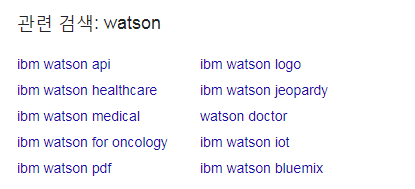 관련 검색: watson
ibm watson api
ibm watson healthcare
ibm watson medical
ibm watson for oncology
ibm watson pdf
ibm watson logo
ibm watson jeopardy
watson doctor
ibm watson iot
ibm watson bluemix